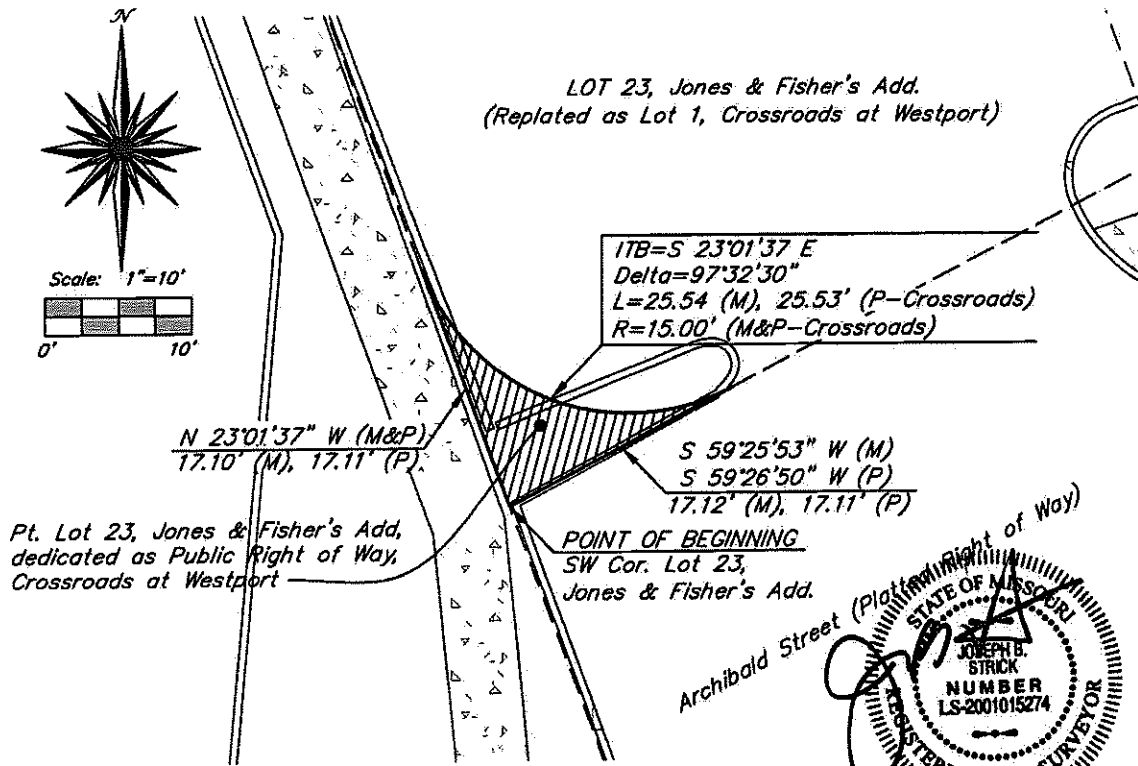 N
LOT 23, Jones & Fisher's Add.
(Replated as Lot 1, Crossroads at Westport)
Scale: 1"=10'
0' 10'
ITB=S 23°01'37 E
Delta=97°32'30"
L=25.54 (M), 25.53' (P-Crossroads)
R=15.00' (M&P-Crossroads)
N 23°01'37" W (M&P)
17.10' (M), 17.11' (P)
S 59°25'53" W (M)
S 59°26'50" W (P)
17.12' (M), 17.11' (P)
Pt. Lot 23, Jones & Fisher's Add,
dedicated as Public Right of Way,
Crossroads at Westport
POINT OF BEGINNING
SW Cor. Lot 23,
Jones & Fisher's Add.
Archibald Street (Platted Right of Way)
STATE OF MISSOURI
JOSEPH B.
STRICK
NUMBER
LS-2001015274
SURVEYOR